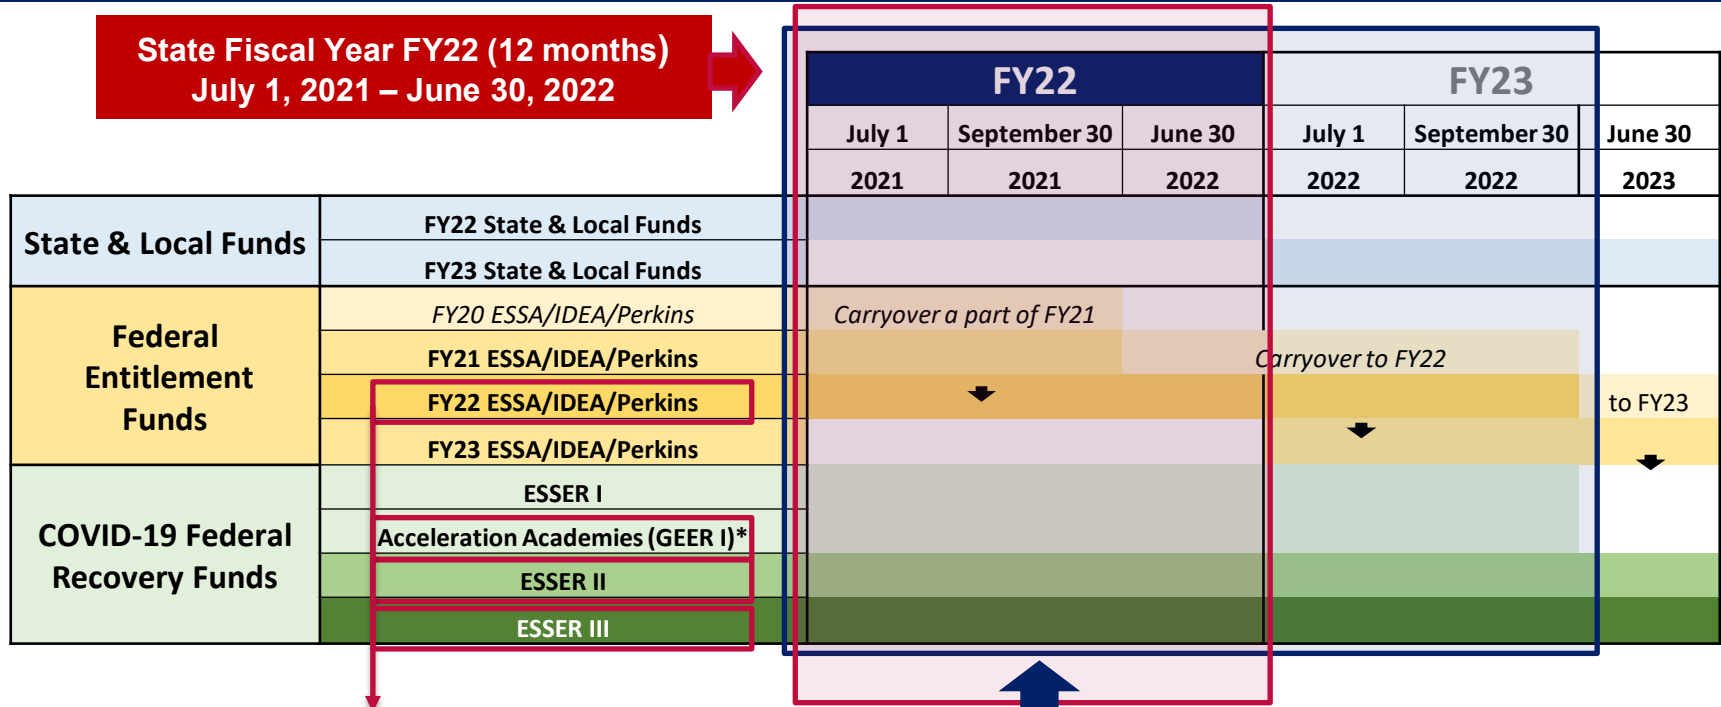 State Fiscal Year FY22 (12 months)
July 1, 2021 – June 30, 2022
FY22 FY23
July 1 September 30 June 30 July 1 September 30 June 30
2021 2021 2022 2022 2022 2023
State & Local Funds
FY22 State & Local Funds
FY23 State & Local Funds
Federal
Entitlement
Funds
FY20 ESSA/IDEA/Perkins Carryover a part of FY21
FY21 ESSA/IDEA/Perkins Carryover to FY22
FY22 ESSA/IDEA/Perkins to FY23
FY23 ESSA/IDEA/Perkins
COVID-19 Federal
Recovery Funds
ESSER I
Acceleration Academies (GEER I)*
ESSER II
ESSER III